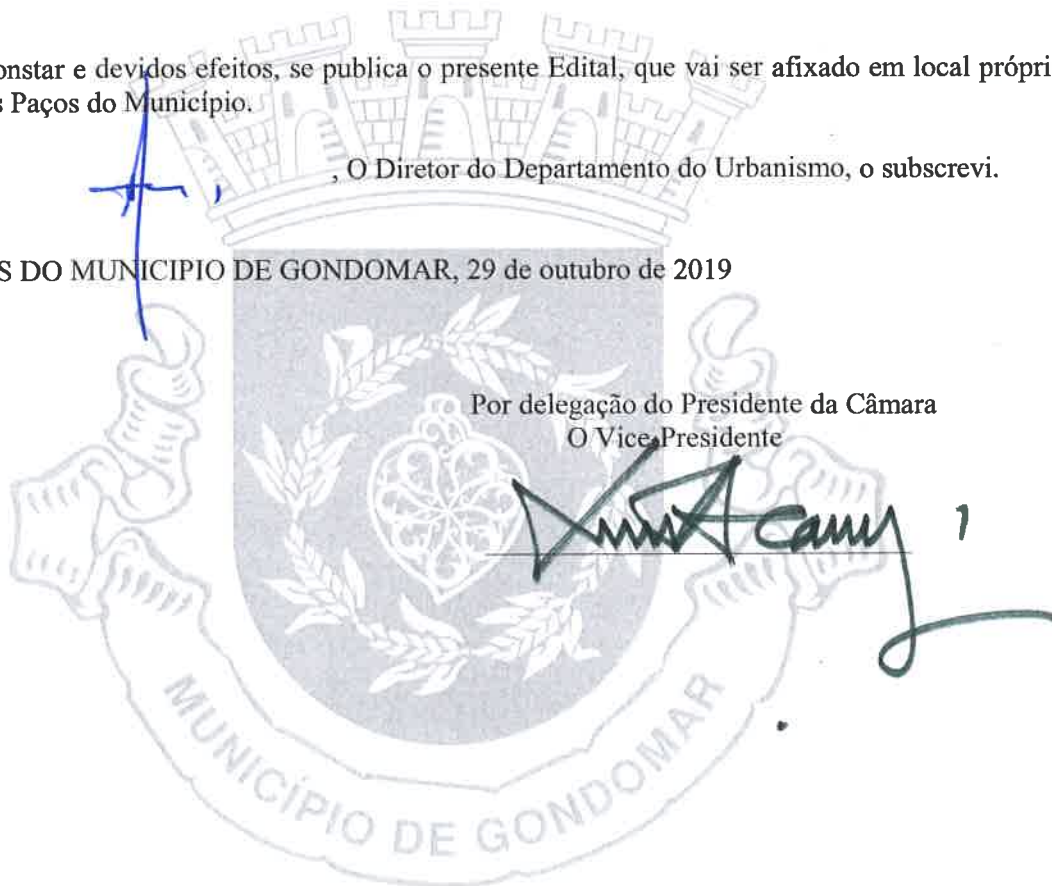 onstar e devidos efeitos, se publica o presente Edital, que vai ser afixado em local própri
s Paços do Município.
, O Diretor do Departamento do Urbanismo, o subscrevi.
S DO MUNICIPIO DE GONDOMAR, 29 de outubro de 2019
Por delegação do Presidente da Câmara
O Vice-Presidente
MUNICÍPIO DE GONDOMAR